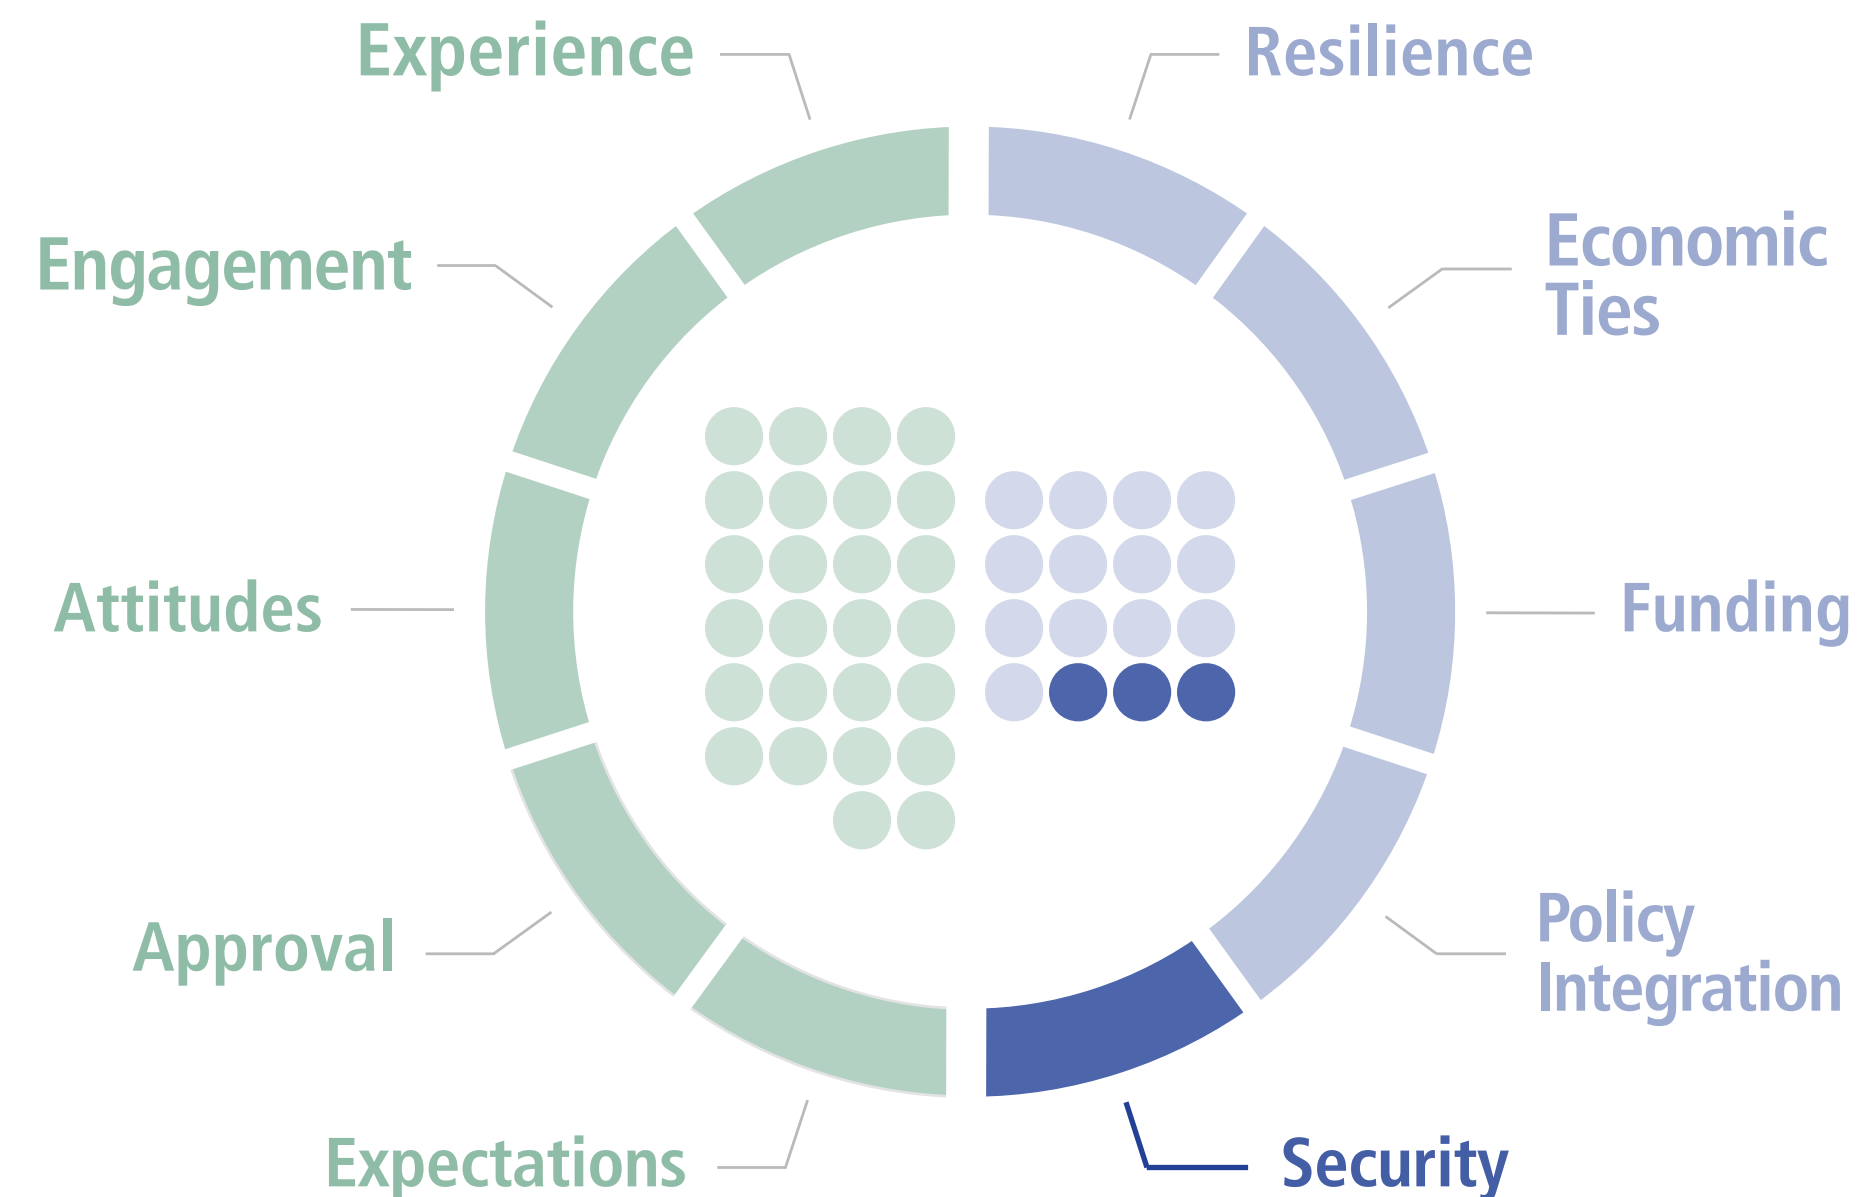 Experience
Resilience
Engagement
Economic
Ties
Attitudes
Funding
Approval
Policy
Integration
Expectations
Security